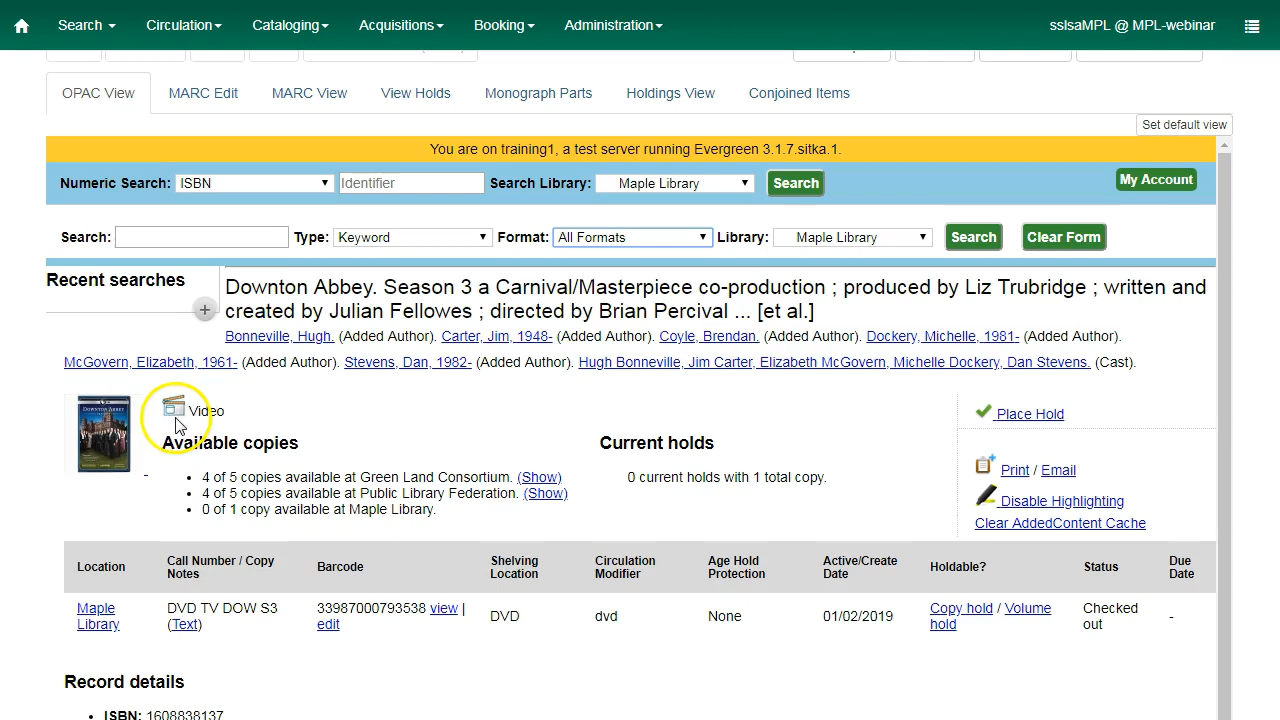 Search Circulation Cataloging Acquisitions Booking Administration sslsaMPL @ MPL-webinar
OPAC View MARC Edit MARC View View Holds Monograph Parts Holdings View Conjoined Items
Set default view
You are on training1, a test server running Evergreen 3.1.7.sitka.1.
Numeric Search: ISBN Identifier Search Library: Maple Library Search My Account
Search: Type: Keyword Format: All Formats Library: Maple Library Search Clear Form
Recent searches
Downton Abbey. Season 3 a Carnival/Masterpiece co-production ; produced by Liz Trubridge ; written and
created by Julian Fellowes ; directed by Brian Percival ... [et al.]
Bonneville, Hugh. (Added Author). Carter, Jim, 1948- (Added Author). Coyle, Brendan. (Added Author). Dockery, Michelle, 1981- (Added Author).
McGovern, Elizabeth, 1961- (Added Author). Stevens, Dan, 1982- (Added Author). Hugh Bonneville, Jim Carter, Elizabeth McGovern, Michelle Dockery, Dan Stevens. (Cast).
DOWNTON ABBEY
Video
Place Hold
Available copies
Current holds
4 of 5 copies available at Green Land Consortium. (Show)
4 of 5 copies available at Public Library Federation. (Show)
0 of 1 copy available at Maple Library.
0 current holds with 1 total copy.
Print / Email
Disable Highlighting
Clear AddedContent Cache
Location Call Number / Copy Notes Barcode Shelving Location Circulation Modifier Age Hold Protection Active/Create Date Holdable? Status Due Date
Maple Library DVD TV DOW S3 (Text) 33987000793538 view | edit DVD dvd None 01/02/2019 Copy hold / Volume hold Checked out -
Record details
ISBN: 1608838137